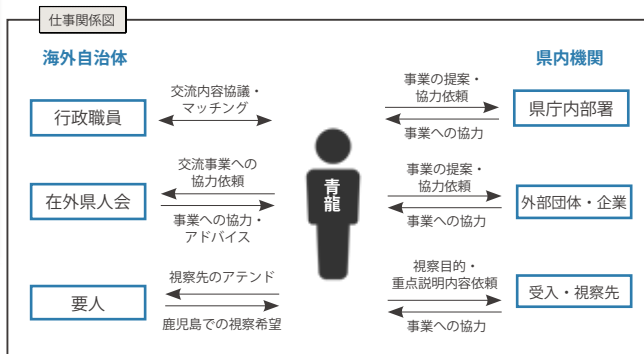 仕事関係図
海外自治体
県内機関
行政職員
交流内容協議・
マッチング
事業の提案・
協力依頼
事業への協力
県庁内部署
在外県人会
交流事業への
協力依頼
事業への協力・
アドバイス
青龍
事業の提案・
協力依頼
事業への協力
外部団体・企業
要人
視察先のアテンド
鹿児島での視察希望
視察目的・
重点説明内容依頼
事業への協力
受入・視察先